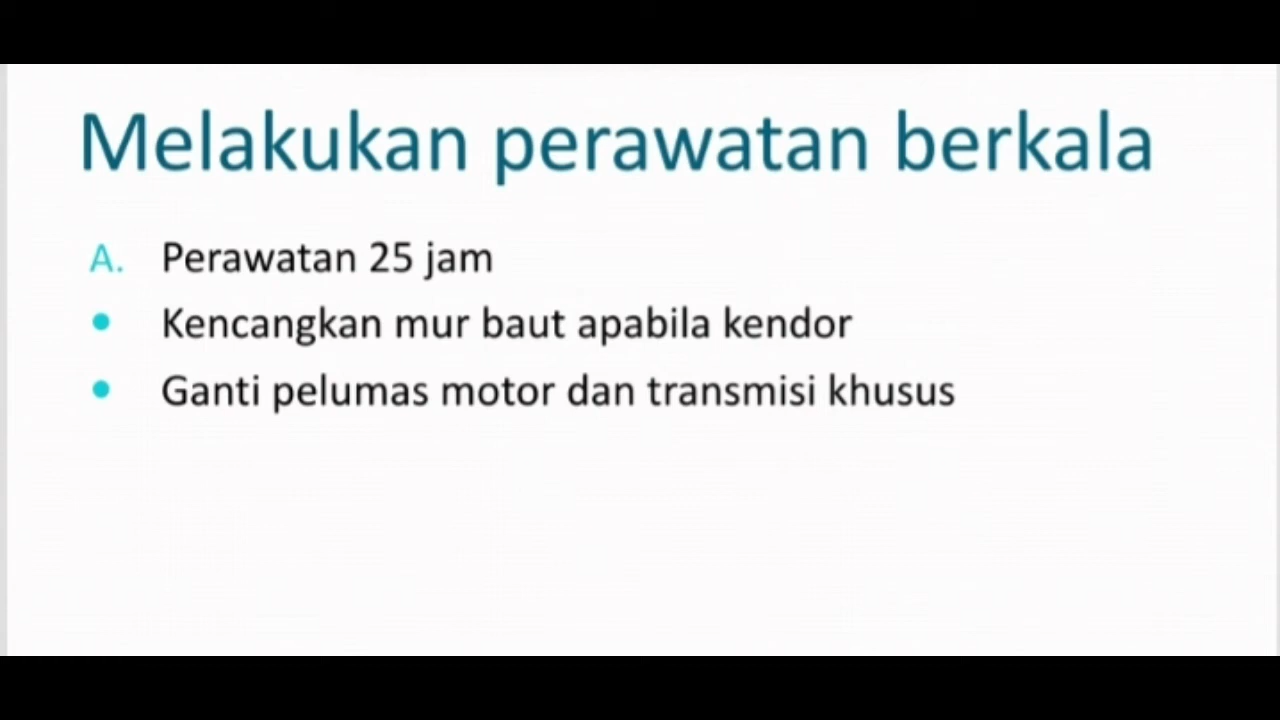 Melakukan perawatan berkala
A. Perawatan 25 jam
• Kencangkan mur baut apabila kendor
• Ganti pelumas motor dan transmisi khusus